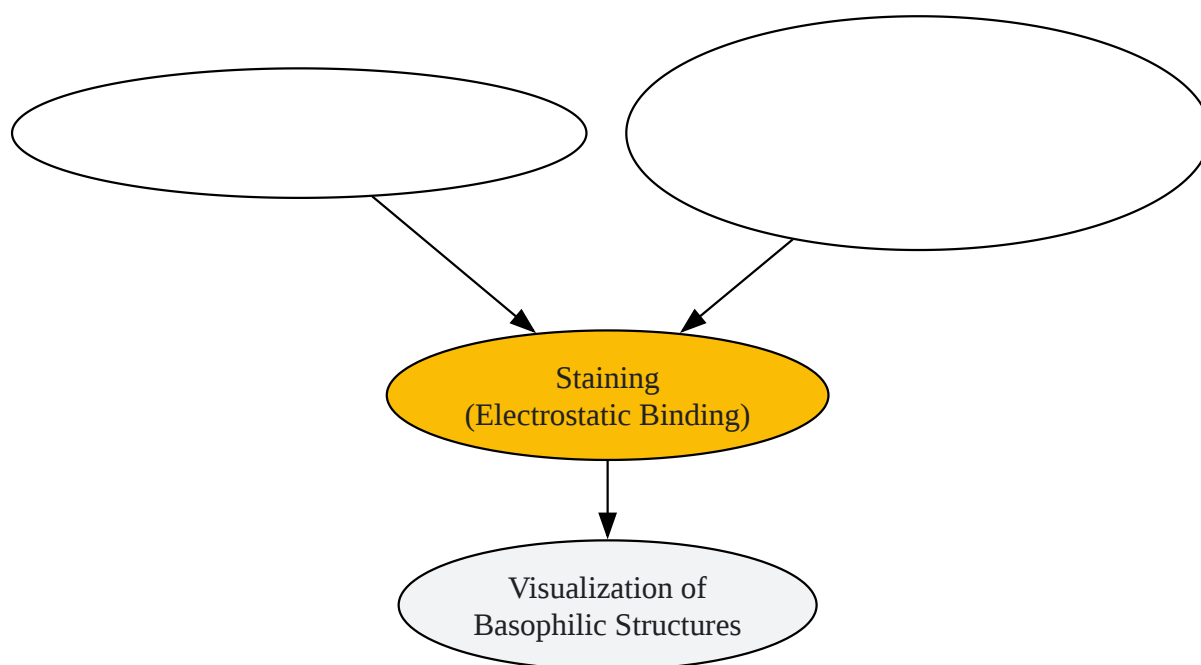 Staining
(Electrostatic Binding)
Visualization of
Basophilic Structures